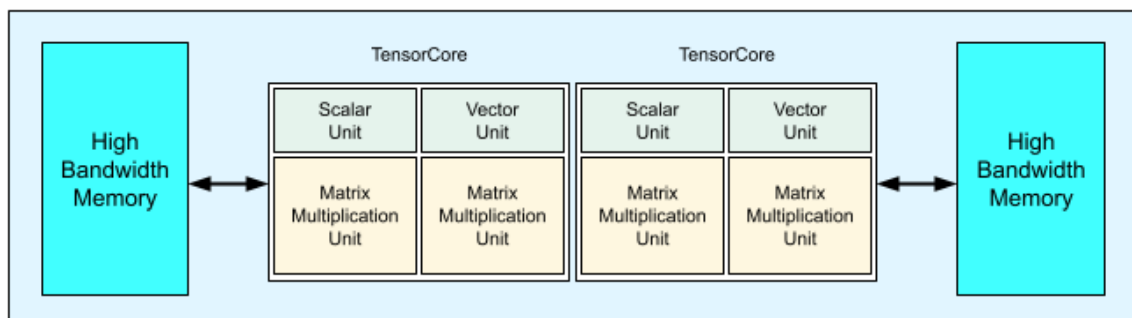 High
Bandwidth
Memory
TensorCore
Scalar
Unit
Vector
Unit
Matrix
Multiplication
Unit
Matrix
Multiplication
Unit
TensorCore
Scalar
Unit
Vector
Unit
Matrix
Multiplication
Unit
Matrix
Multiplication
Unit
High
Bandwidth
Memory